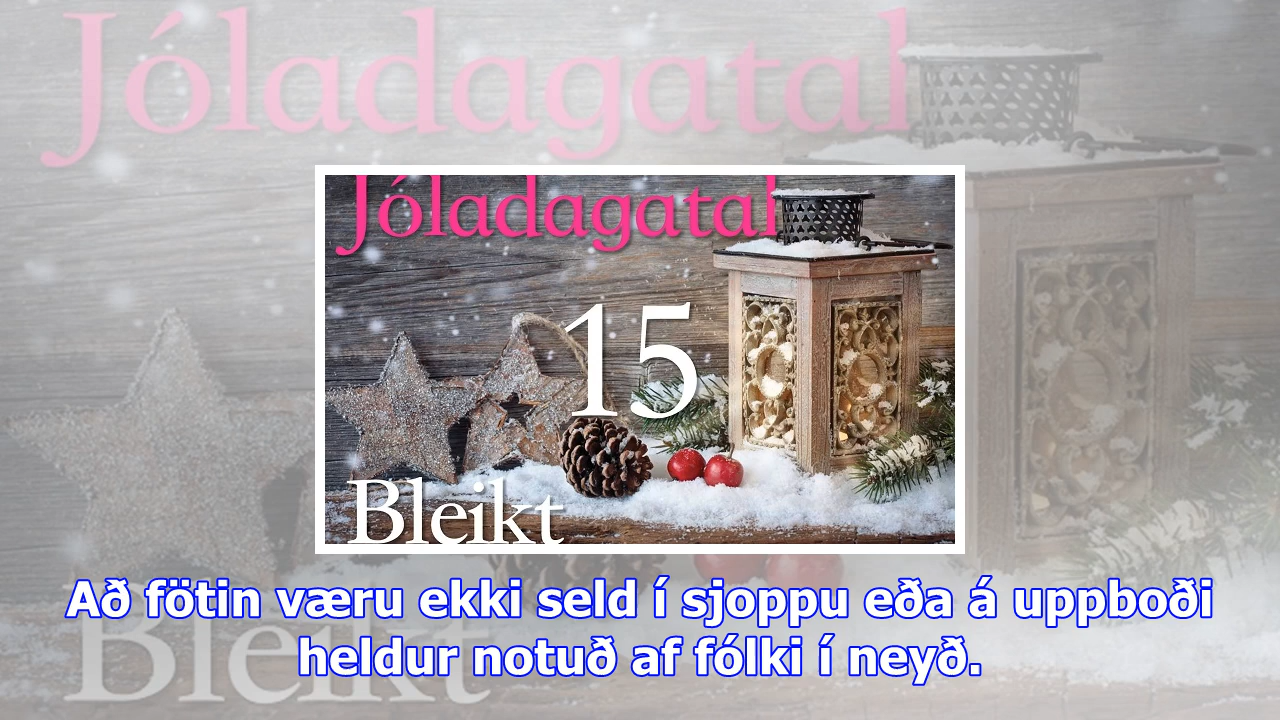 Jóladagatal
Jóladagatal
15
Bleikt
Bleikt
Að fötin væru ekki seld í sjoppu eða á uppboði
heldur notuð af fólki í neyð.